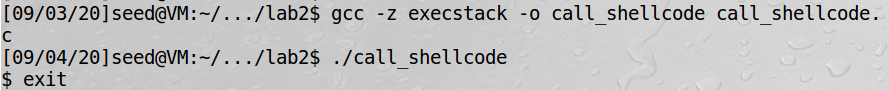 [09/03/20]seed@VM:~/.../lab2$ gcc -z execstack -o call_shellcode call_shellcode.
c
[09/04/20]seed@VM:~/.../lab2$ ./call_shellcode
$ exit